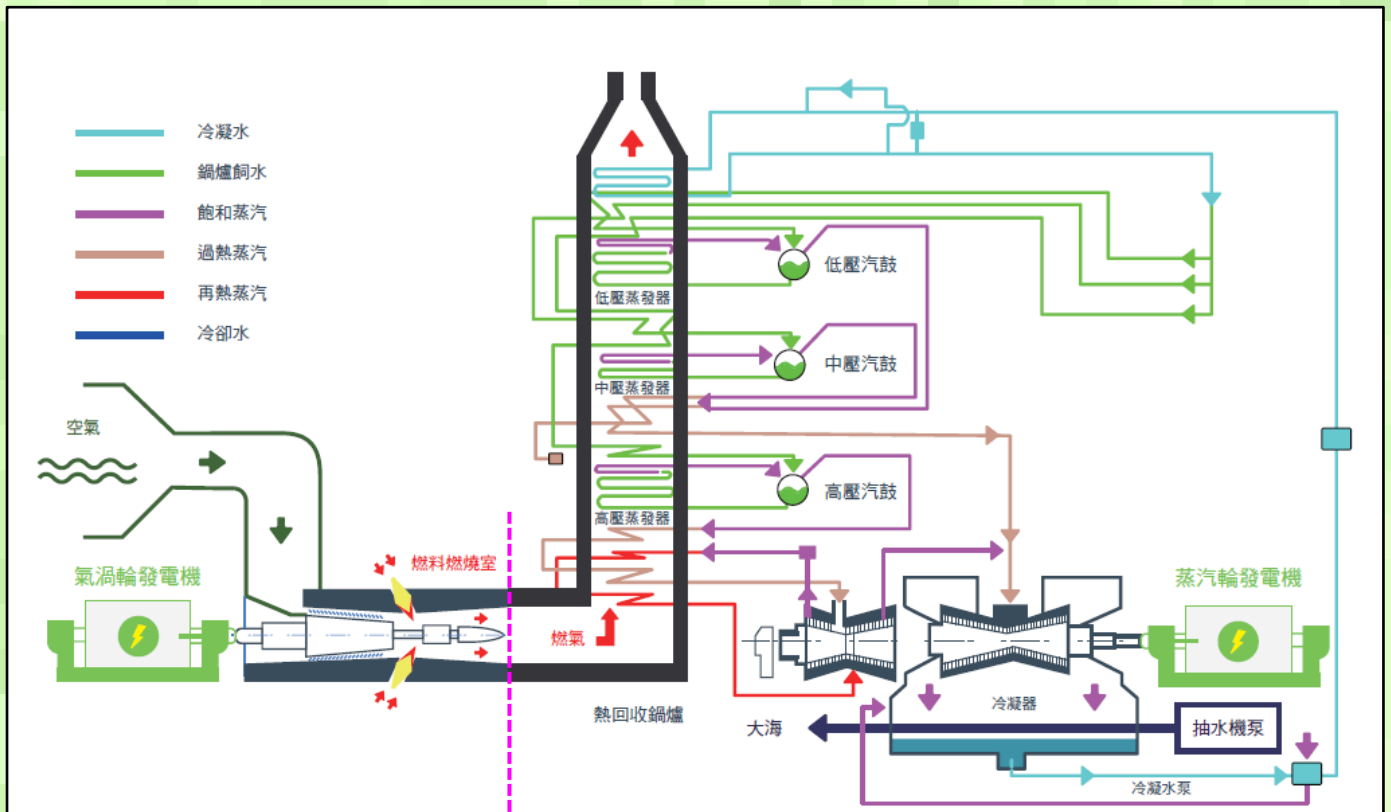 冷凝水
鍋爐飼水
飽和蒸汽
過熱蒸汽
再熱蒸汽
冷卻水
低壓汽鼓
低壓蒸發器
中壓汽鼓
中壓蒸發器
空氣
高壓汽鼓
高壓蒸發器
燃料燃燒室
氣渦輪發電機
蒸汽輪發電機
燃氣
熱回收鍋爐
冷凝器
大海
抽水機泵
冷凝水泵